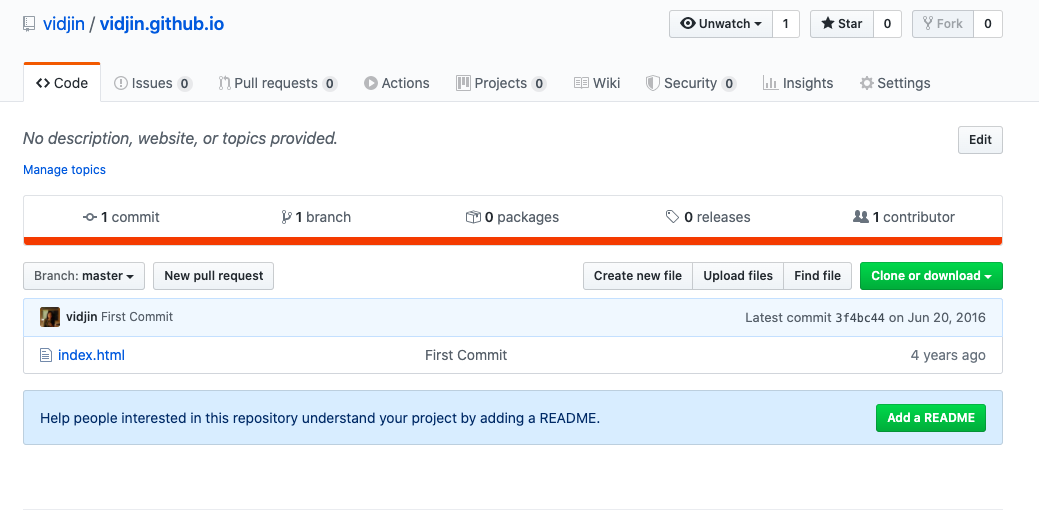 vidjin / vidjin.github.io
Unwatch 1 Star 0 Fork 0
Code Issues 0 Pull requests 0 Actions Projects 0 Wiki Security 0 Insights Settings
No description, website, or topics provided.
Edit
Manage topics
1 commit 1 branch 0 packages 0 releases 1 contributor
Branch: master New pull request Create new file Upload files Find file Clone or download
vidjin First Commit Latest commit 3f4bc44 on Jun 20, 2016
index.html First Commit 4 years ago
Help people interested in this repository understand your project by adding a README. Add a README